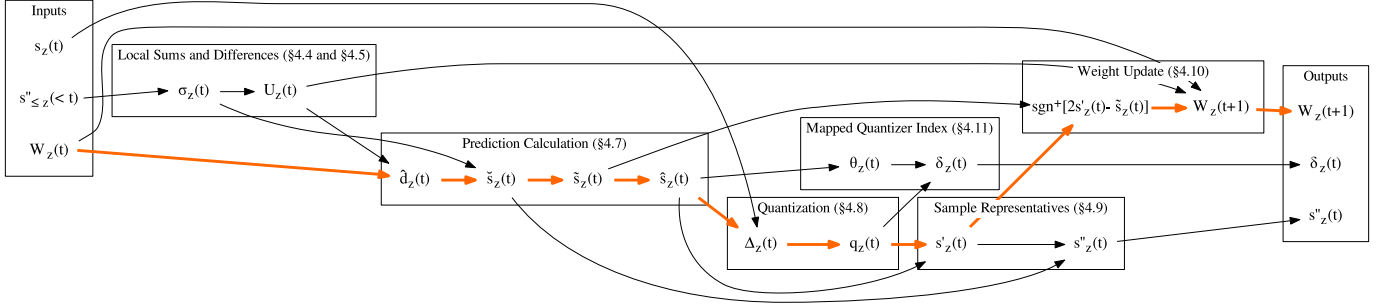 Inputs
s_z(t)
s''_≤ z(< t)
W_z(t)
Local Sums and Differences (§4.4 and §4.5)
σ_z(t)
U_z(t)
Prediction Calculation (§4.7)
d̂_z(t)
š_z(t)
s̃_z(t)
ŝ_z(t)
Quantization (§4.8)
Δ_z(t)
q_z(t)
Mapped Quantizer Index (§4.11)
θ_z(t)
δ_z(t)
Sample Representatives (§4.9)
s'_z(t)
s''_z(t)
Weight Update (§4.10)
sgn⁺[2s'_z(t)- s̃_z(t)]
W_z(t+1)
Outputs
W_z(t+1)
δ_z(t)
s''_z(t)